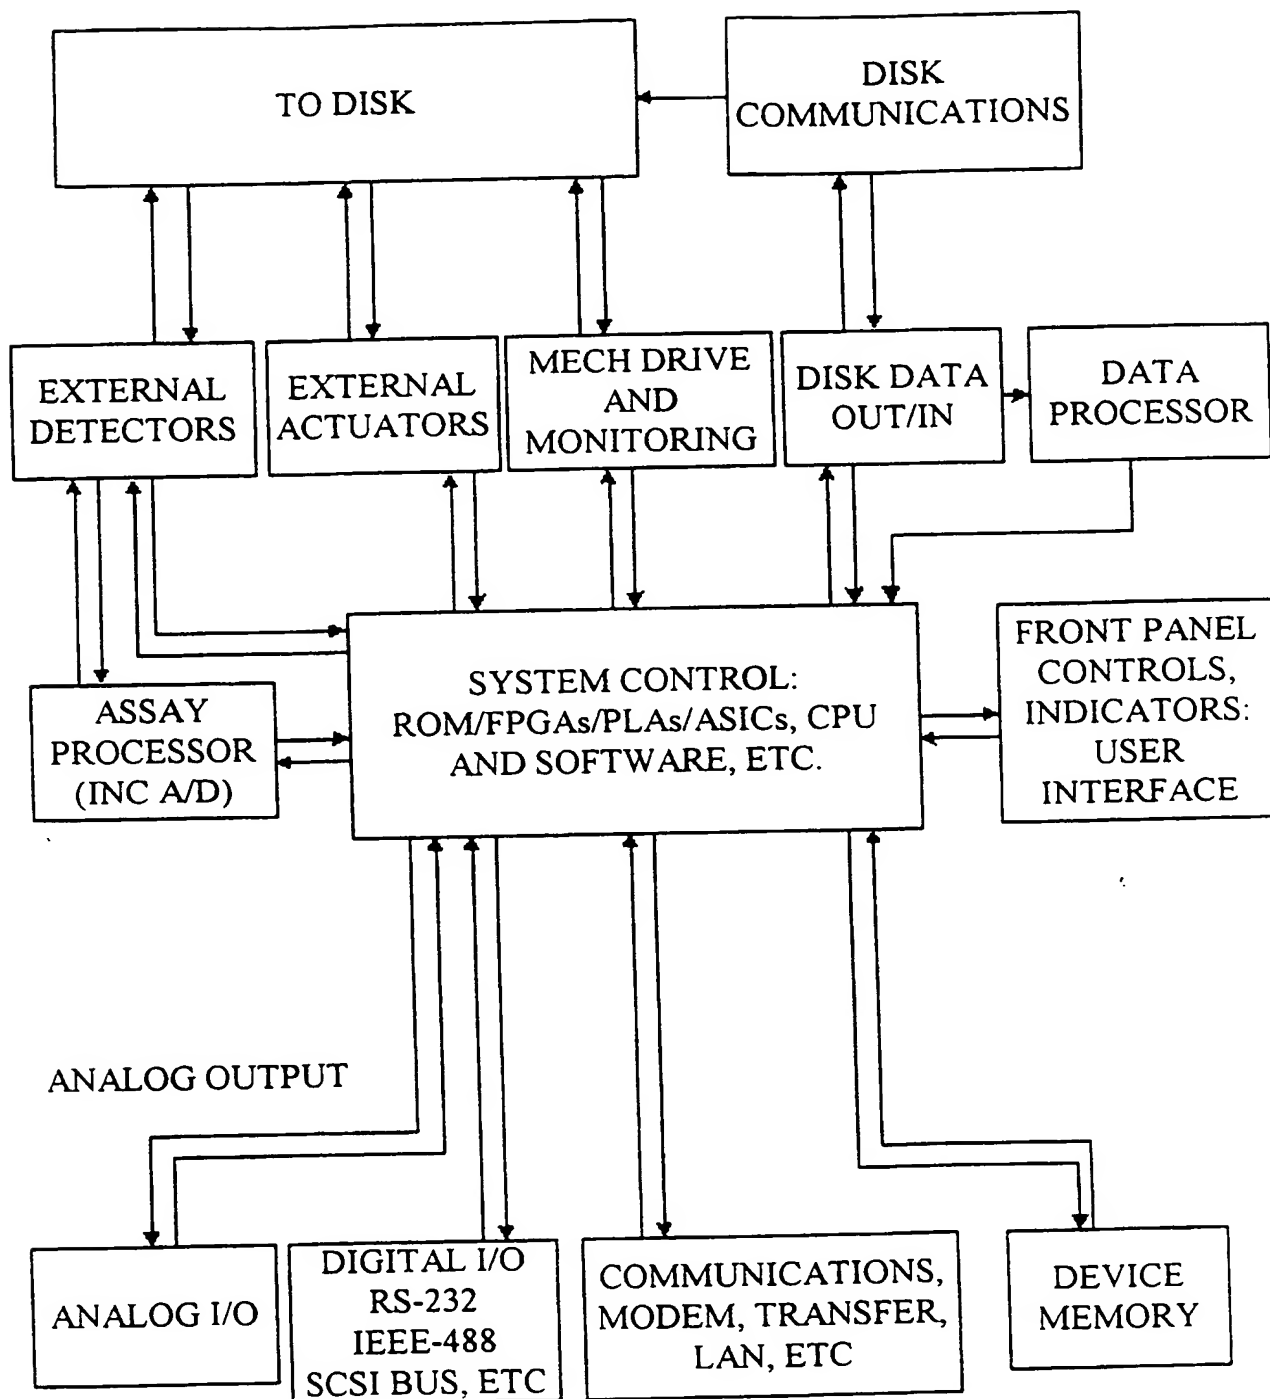 TO DISK
DISK
COMMUNICATIONS
EXTERNAL
DETECTORS
EXTERNAL
ACTUATORS
MECH DRIVE
AND
MONITORING
DISK DATA
OUT/IN
DATA
PROCESSOR
ASSAY
PROCESSOR
(INC A/D)
SYSTEM CONTROL:
ROM/FPGAs/PLAs/ASICs, CPU
AND SOFTWARE, ETC.
FRONT PANEL
CONTROLS,
INDICATORS:
USER
INTERFACE
ANALOG OUTPUT
ANALOG I/O
DIGITAL I/O
RS-232
IEEE-488
SCSI BUS, ETC
COMMUNICATIONS,
MODEM, TRANSFER,
LAN, ETC
DEVICE
MEMORY